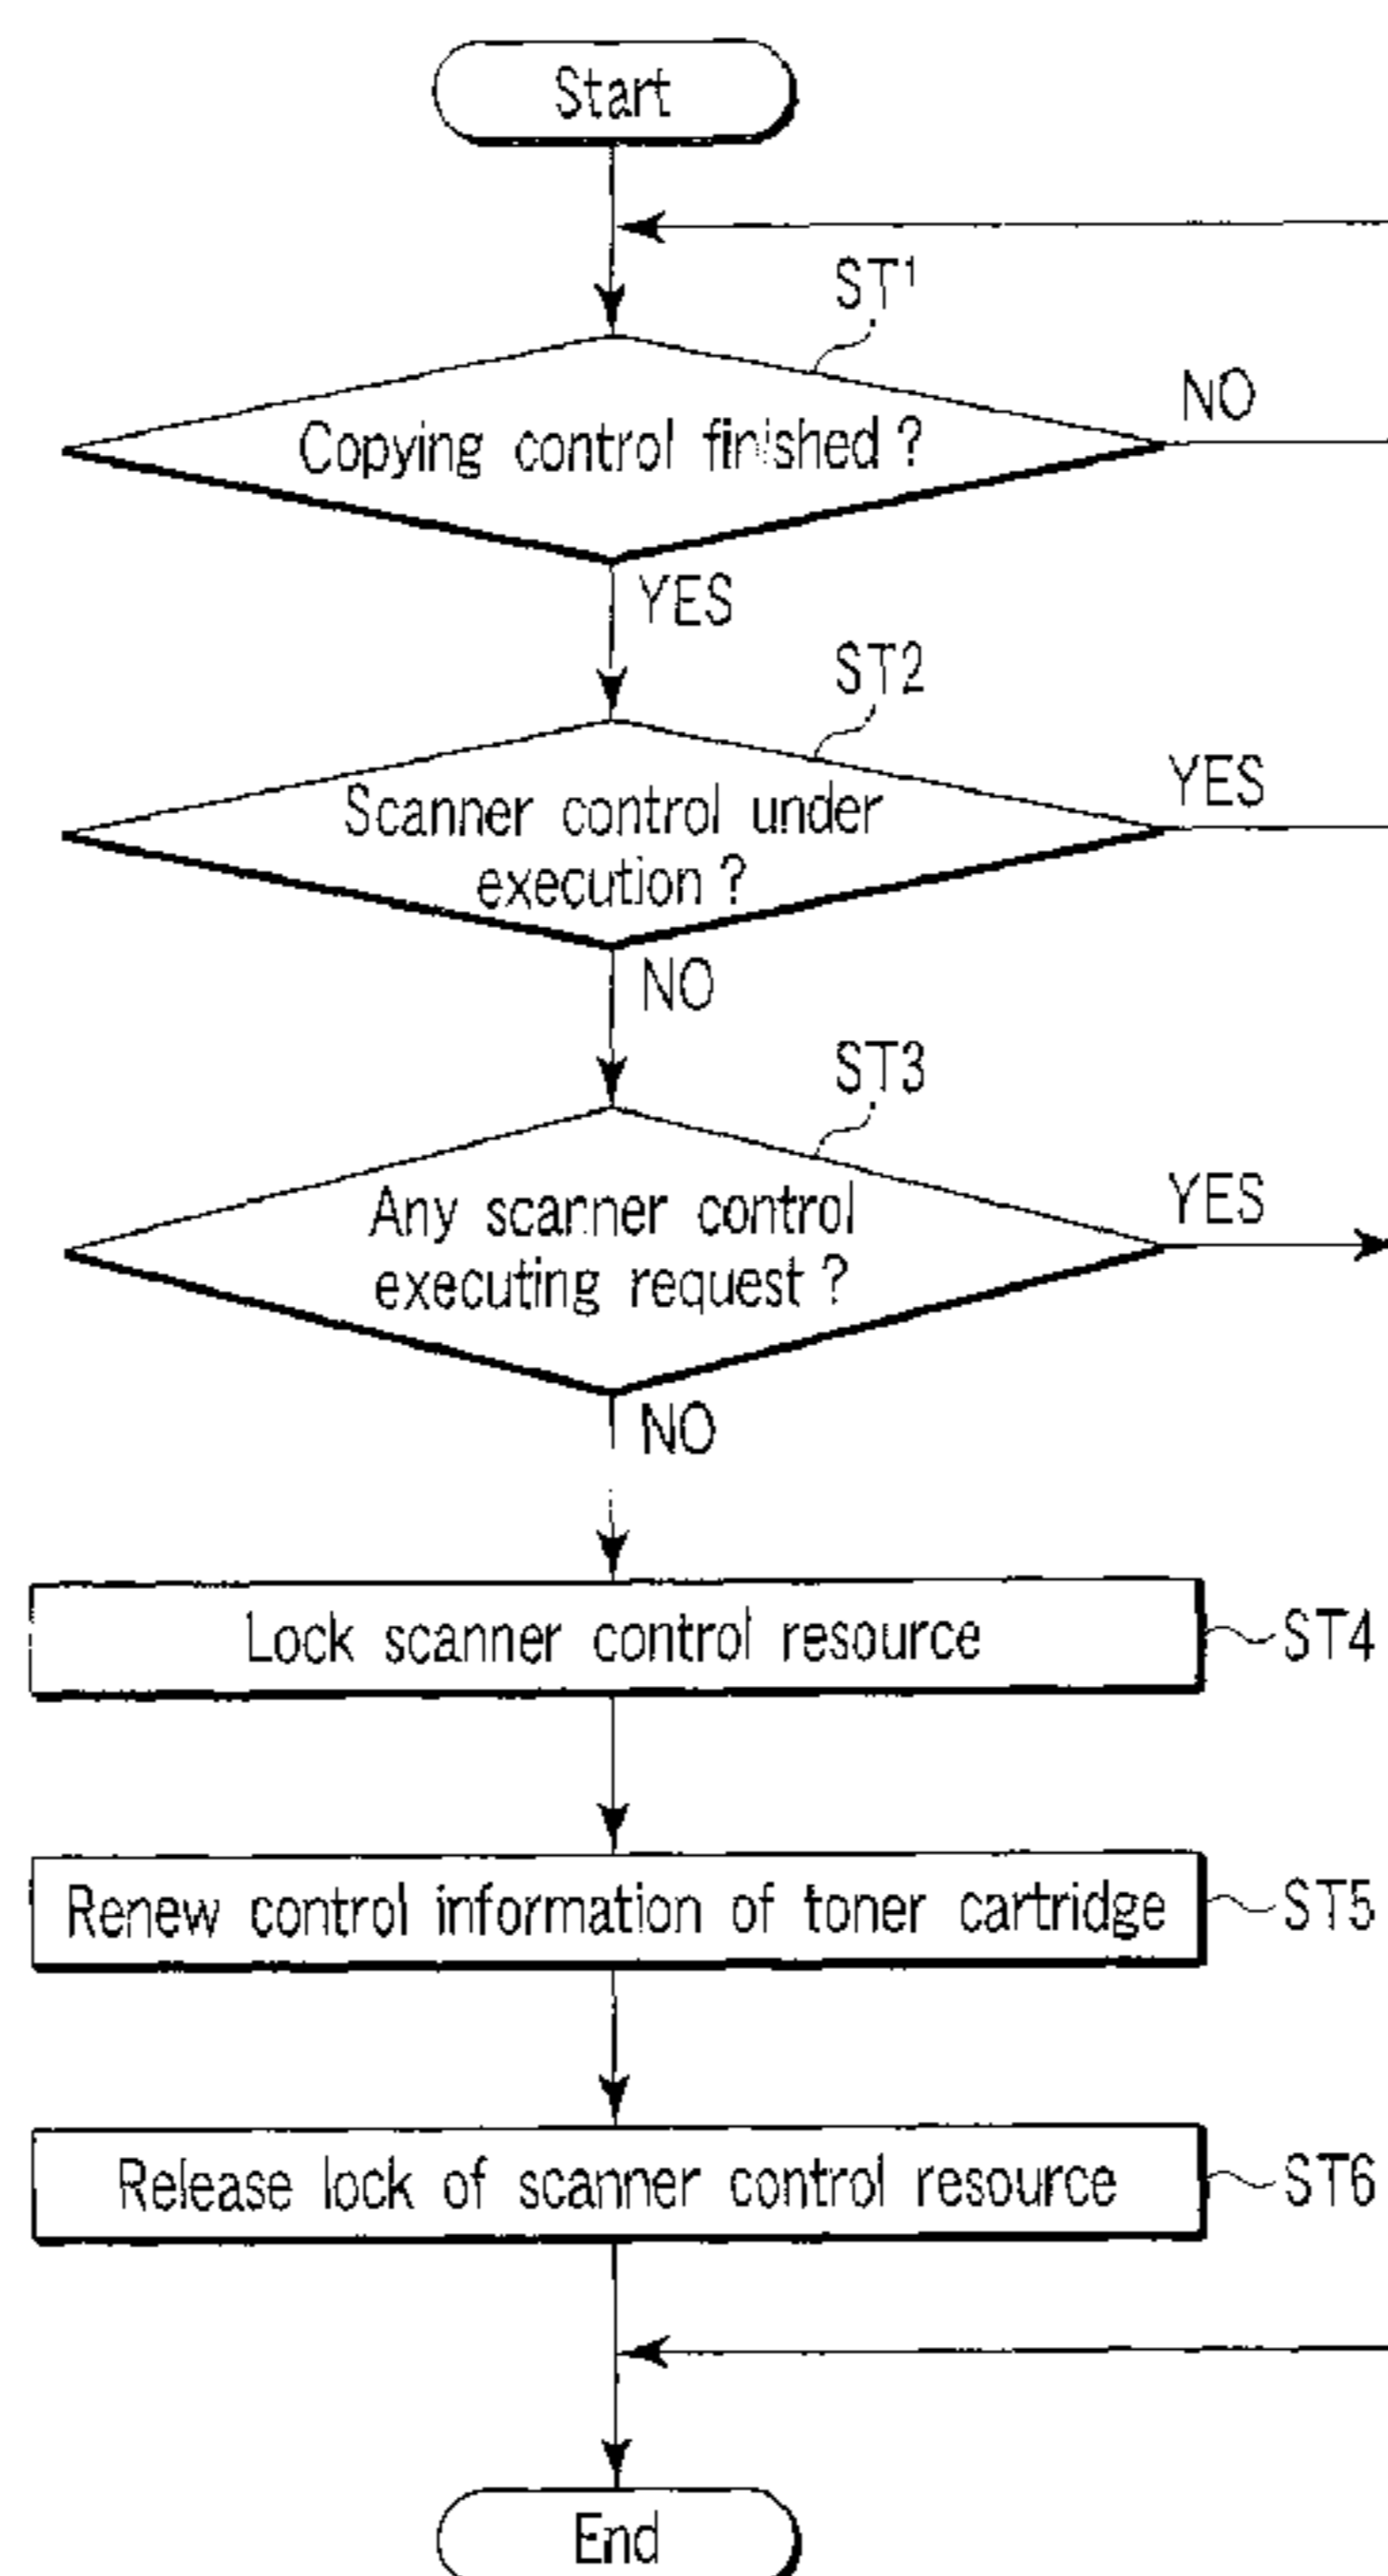 Start
ST1
Copying control finished ?
NO
YES
ST2
Scanner control under
execution ?
YES
NO
ST3
Any scanner control
executing request ?
YES
NO
Lock scanner control resource
ST4
Renew control information of toner cartridge
ST5
Release lock of scanner control resource
ST6
End